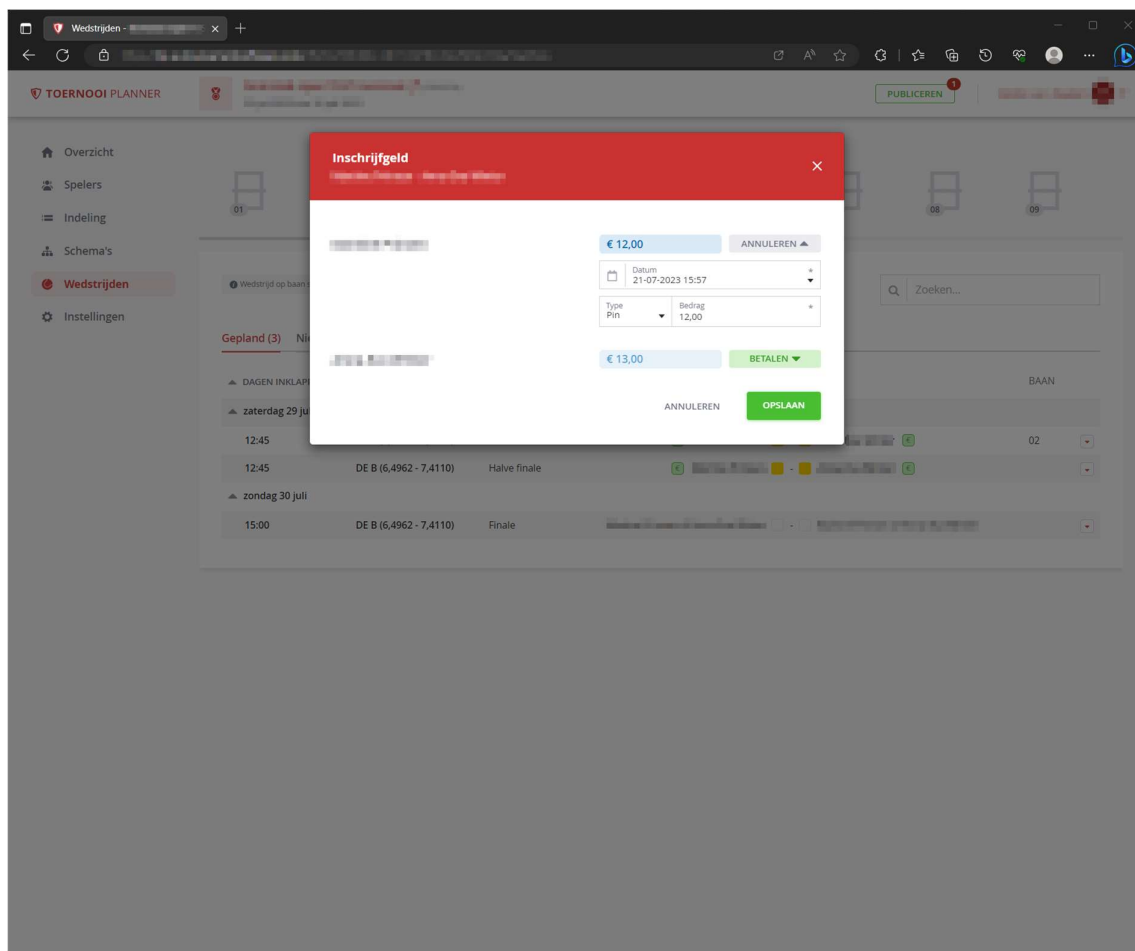 Wedstrijden -
TOERNOOI PLANNER
PUBLICEREN
1
Overzicht
Spelers
Indeling
Schema's
Wedstrijden
Instellingen
01
08
09
Inschrijfgeld
€ 12,00
ANNULEREN
Datum
21-07-2023 15:57
*
Type
Pin
Bedrag
12,00
*
€ 13,00
BETALEN
ANNULEREN
OPSLAAN
Wedstrijd op baan
Zoeken...
Gepland (3)
DAGEN
BAAN
zaterdag 29
12:45
€
02
12:45 DE B (6,4962 - 7,4110) Halve finale € - €
zondag 30 juli
15:00 DE B (6,4962 - 7,4110) Finale -